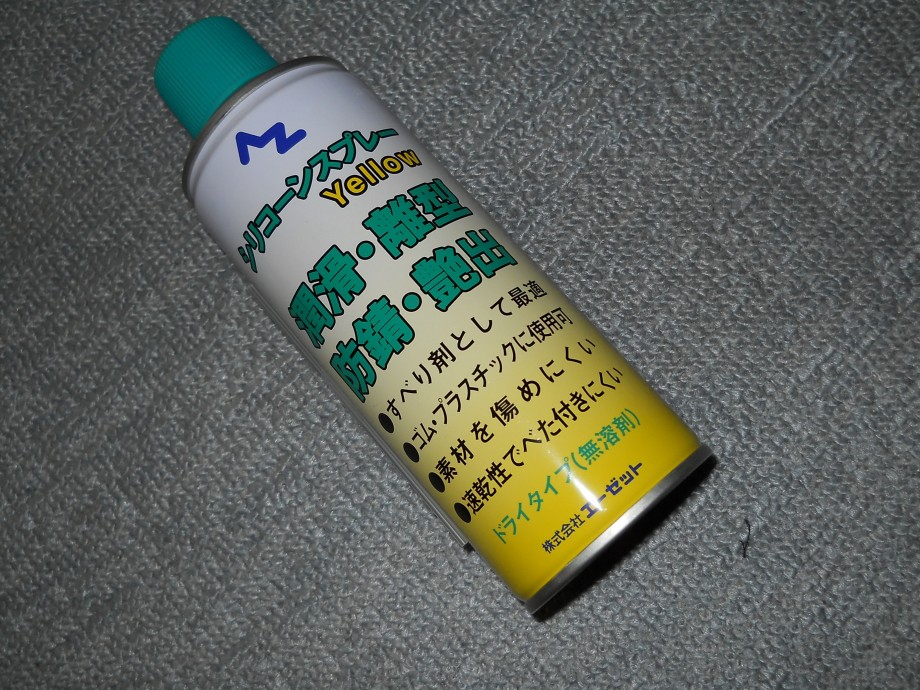 AZ
シリコーンスプレー
Yellow
潤滑・離型
防錆・艶出
●すべり剤として最適
●ゴム・プラスチックに使用可
●素材を傷めにくい
●速乾性でべた付きにくい
ドライタイプ(無溶剤)
株式会社エーゼット